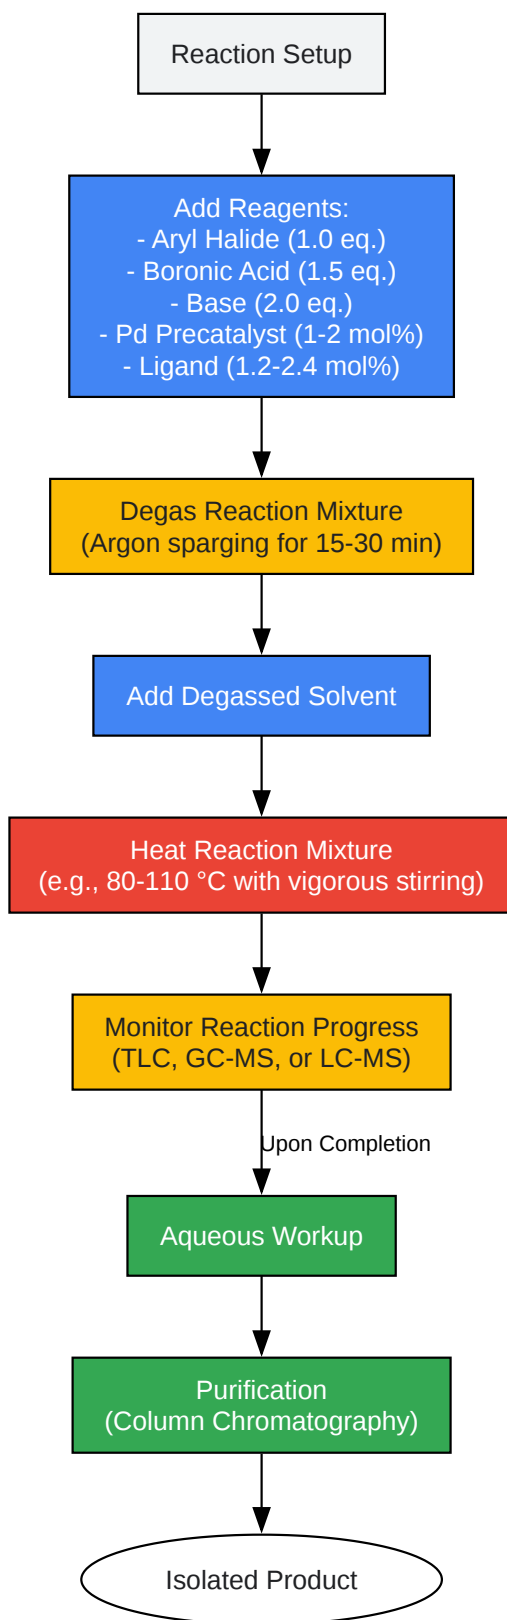 Reaction Setup
Add Reagents:
- Aryl Halide (1.0 eq.)
- Boronic Acid (1.5 eq.)
- Base (2.0 eq.)
- Pd Precatalyst (1-2 mol%)
- Ligand (1.2-2.4 mol%)
Degas Reaction Mixture
(Argon sparging for 15-30 min)
Add Degassed Solvent
Heat Reaction Mixture
(e.g., 80-110 °C with vigorous stirring)
Monitor Reaction Progress
(TLC, GC-MS, or LC-MS)
Upon Completion
Aqueous Workup
Purification
(Column Chromatography)
Isolated Product